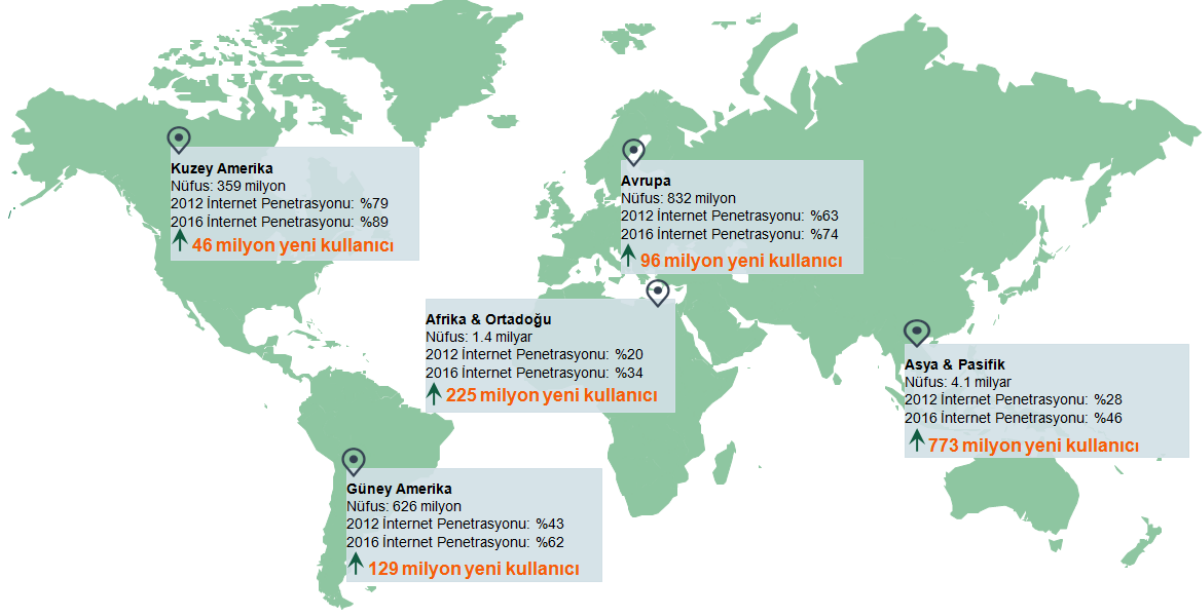 Kuzey Amerika
Nüfus: 359 milyon
2012 İnternet Penetrasyonu: %79
2016 İnternet Penetrasyonu: %89
46 milyon yeni kullanıcı
Avrupa
Nüfus: 832 milyon
2012 İnternet Penetrasyonu: %63
2016 İnternet Penetrasyonu: %74
96 milyon yeni kullanıcı
Afrika & Ortadoğu
Nüfus: 1.4 milyar
2012 İnternet Penetrasyonu: %20
2016 İnternet Penetrasyonu: %34
225 milyon yeni kullanıcı
Asya & Pasifik
Nüfus: 4.1 milyar
2012 İnternet Penetrasyonu: %28
2016 İnternet Penetrasyonu: %46
773 milyon yeni kullanıcı
Güney Amerika
Nüfus: 626 milyon
2012 İnternet Penetrasyonu: %43
2016 İnternet Penetrasyonu: %62
129 milyon yeni kullanıcı